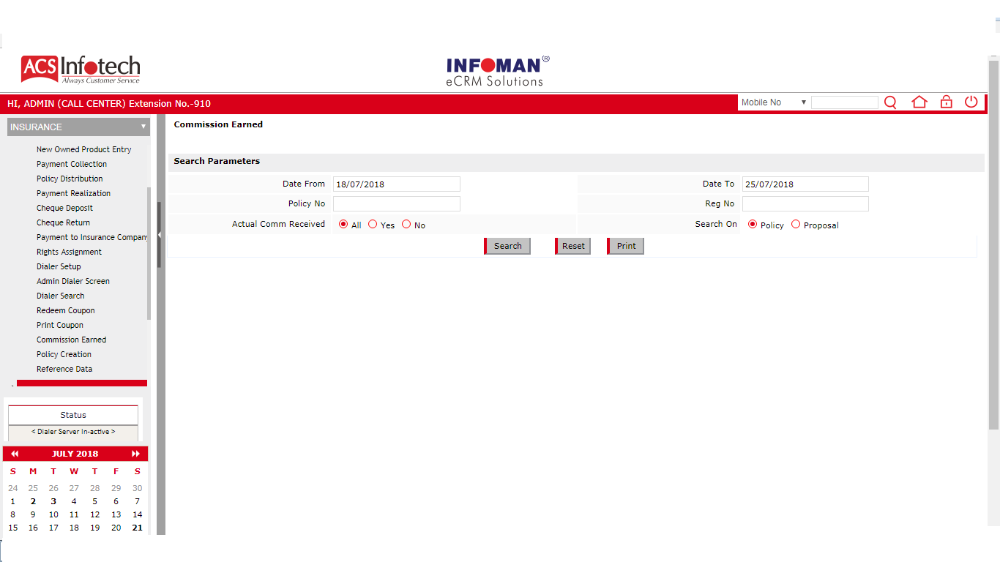 ACS Infotech
Always Customer Service
INFOMAN®
eCRM Solutions
HI, ADMIN (CALL CENTER) Extension No.-910
Mobile No
INSURANCE
New Owned Product Entry
Payment Collection
Policy Distribution
Payment Realization
Cheque Deposit
Cheque Return
Payment to Insurance Company
Rights Assignment
Dialer Setup
Admin Dialer Screen
Dialer Search
Redeem Coupon
Print Coupon
Commission Earned
Policy Creation
Reference Data
Status
< Dialer Server In-active >
JULY 2018
S M T W T F S
24 25 26 27 28 29 30
1 2 3 4 5 6 7
8 9 10 11 12 13 14
15 16 17 18 19 20 21
Commission Earned
Search Parameters
Date From 18/07/2018 Date To 25/07/2018
Policy No Reg No
Actual Comm Received All Yes No Search On Policy Proposal
Search Reset Print